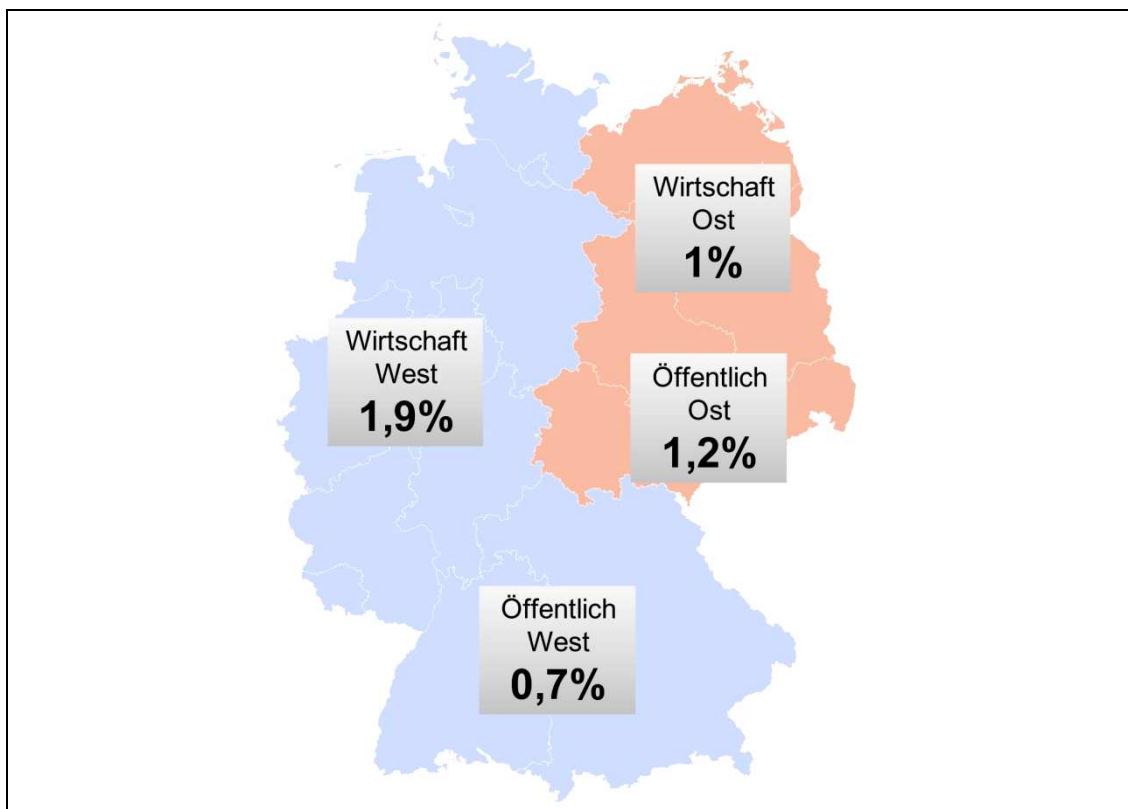 Wirtschaft
Ost
1%
Wirtschaft
West
1,9%
Öffentlich
Ost
1,2%
Öffentlich
West
0,7%